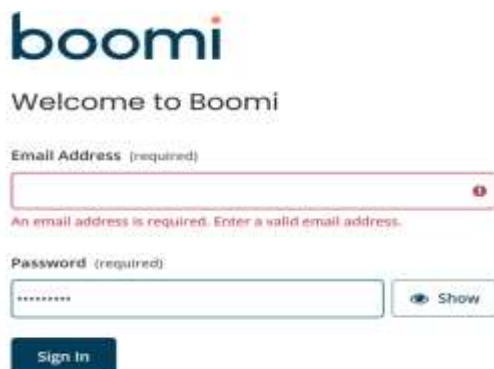 boomi
Welcome to Boomi
Email Address (required)
An email address is required. Enter a valid email address.
Password (required)
•••••••••
Show
Sign In